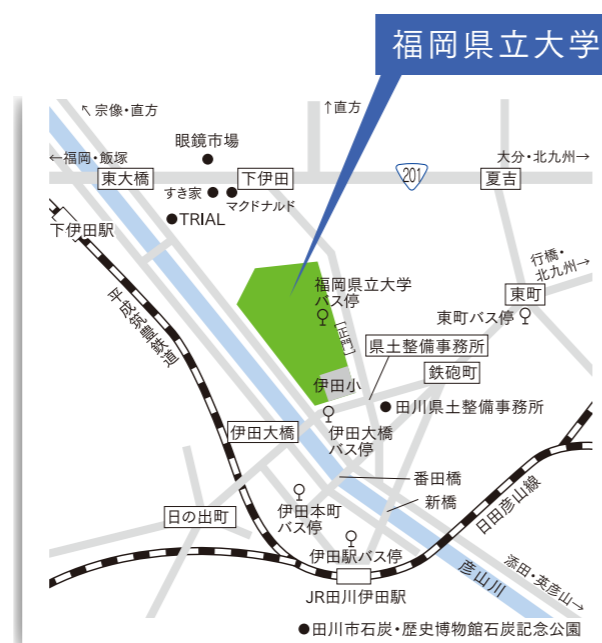 福岡県立大学
↖宗像・直方
↑直方
眼鏡市場
←福岡・飯塚
大分・北九州→
東大橋
下伊田
201
夏吉
すき家
マクドナルド
TRIAL
下伊田駅
行橋・
北九州→
福岡県立大学
バス停
東町
平成筑豊鉄道
東町バス停
[正門]
県土整備事務所
鉄砲町
伊田小
田川県土整備事務所
伊田大橋
伊田大橋
バス停
番田橋
新橋
日の出町
伊田本町
バス停
日田彦山線
伊田駅バス停
彦山川
添田・英彦山→
JR田川伊田駅
田川市石炭・歴史博物館石炭記念公園